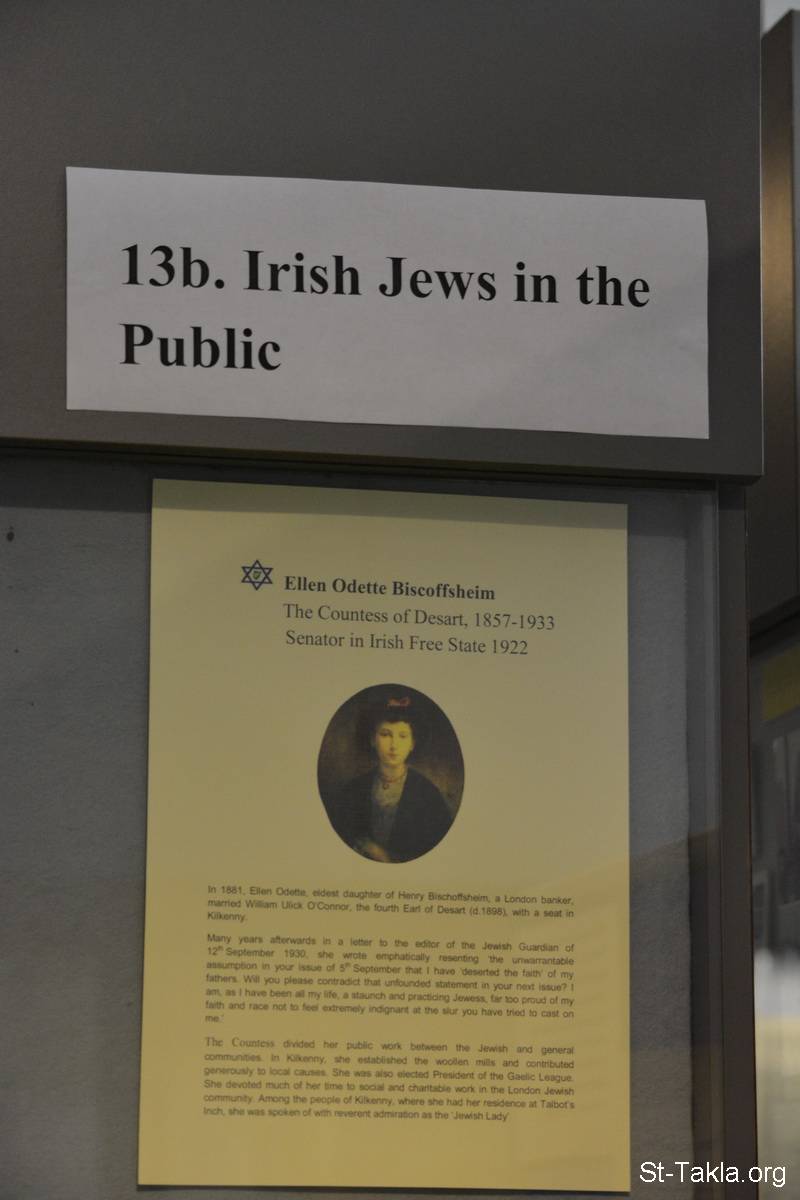 13b. Irish Jews in the
Public
Ellen Odette Biscoffsheim
The Countess of Desart, 1857-1933
Senator in Irish Free State 1922
In 1881, Ellen Odette, eldest daughter of Henry Bischoffsheim, a London banker,
married William Ulick O'Connor, the fourth Earl of Desart (d.1898), with a seat in
Kilkenny.
Many years afterwards in a letter to the editor of the Jewish Guardian of
12th September 1930, she wrote emphatically resenting 'the unwarrantable
assumption in your issue of 5th September that I have 'deserted the faith' of my
fathers. Will you please contradict that unfounded statement in your next issue? I
am, as I have been all my life, a staunch and practicing Jewess, far too proud of my
faith and race not to feel extremely indignant at the slur you have tried to cast on
me.'
The Countess divided her public work between the Jewish and general
communities. In Kilkenny, she established the woollen mills and contributed
generously to local causes. She was also elected President of the Gaelic League.
She devoted much of her time to social and charitable work in the London Jewish
community. Among the people of Kilkenny, where she had her residence at Talbot's
Inch, she was spoken of with reverent admiration as the 'Jewish Lady'
St-Takla.org